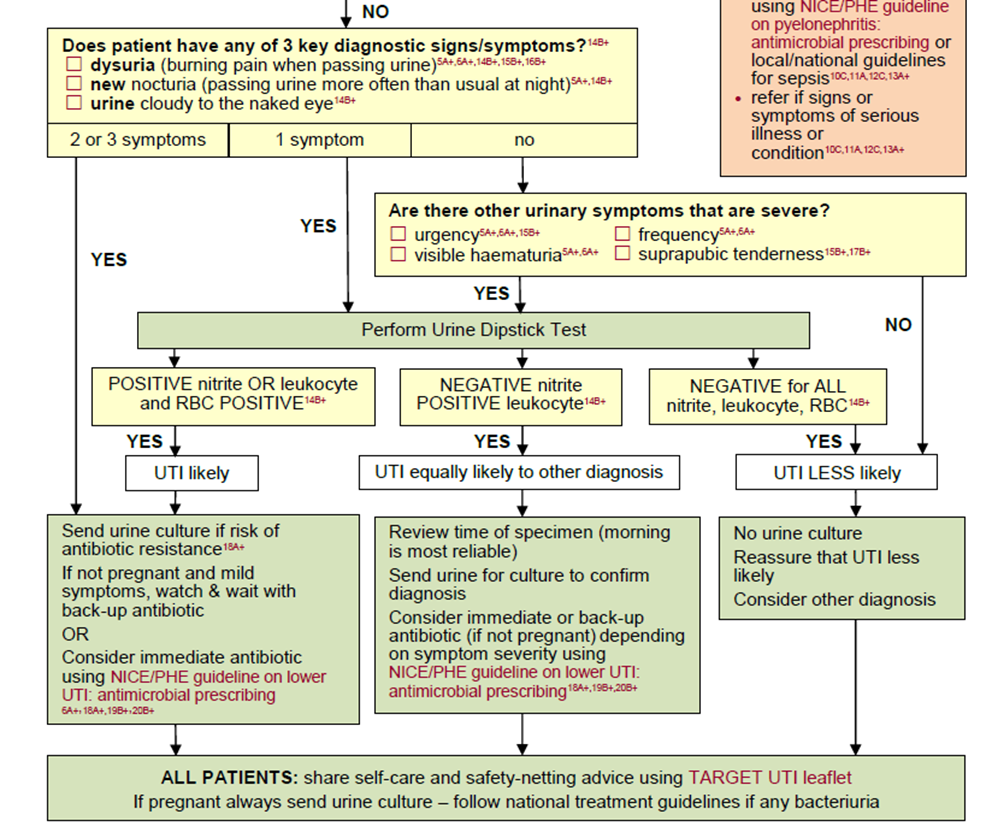 NO
using NICE/PHE guideline
on pyelonephritis:
antimicrobial prescribing or
local/national guidelines
for sepsis10C,11A,12C,13A+
• refer if signs or
symptoms of serious
illness or
condition10C,11A,12C,13A+
Does patient have any of 3 key diagnostic signs/symptoms?14B+
☐ dysuria (burning pain when passing urine)5A+,6A+,14B+,15B+,16B+
☐ new nocturia (passing urine more often than usual at night)5A+,14B+
☐ urine cloudy to the naked eye14B+
2 or 3 symptoms
1 symptom
no
YES
YES
Are there other urinary symptoms that are severe?
☐ urgency5A+,6A+,15B+ ☐ frequency5A+,6A+
☐ visible haematuria5A+,6A+ ☐ suprapubic tenderness15B+,17B+
YES
NO
Perform Urine Dipstick Test
POSITIVE nitrite OR leukocyte
and RBC POSITIVE14B+
NEGATIVE nitrite
POSITIVE leukocyte14B+
NEGATIVE for ALL
nitrite, leukocyte, RBC14B+
YES
YES
YES
UTI likely
UTI equally likely to other diagnosis
UTI LESS likely
Send urine culture if risk of
antibiotic resistance18A+
If not pregnant and mild
symptoms, watch & wait with
back-up antibiotic
OR
Consider immediate antibiotic
using NICE/PHE guideline on lower
UTI: antimicrobial prescribing
6A+,18A+,19B+,20B+
Review time of specimen (morning
is most reliable)
Send urine for culture to confirm
diagnosis
Consider immediate or back-up
antibiotic (if not pregnant) depending
on symptom severity using
NICE/PHE guideline on lower UTI:
antimicrobial prescribing18A+,19B+,20B+
No urine culture
Reassure that UTI less
likely
Consider other diagnosis
ALL PATIENTS: share self-care and safety-netting advice using TARGET UTI leaflet
If pregnant always send urine culture – follow national treatment guidelines if any bacteriuria